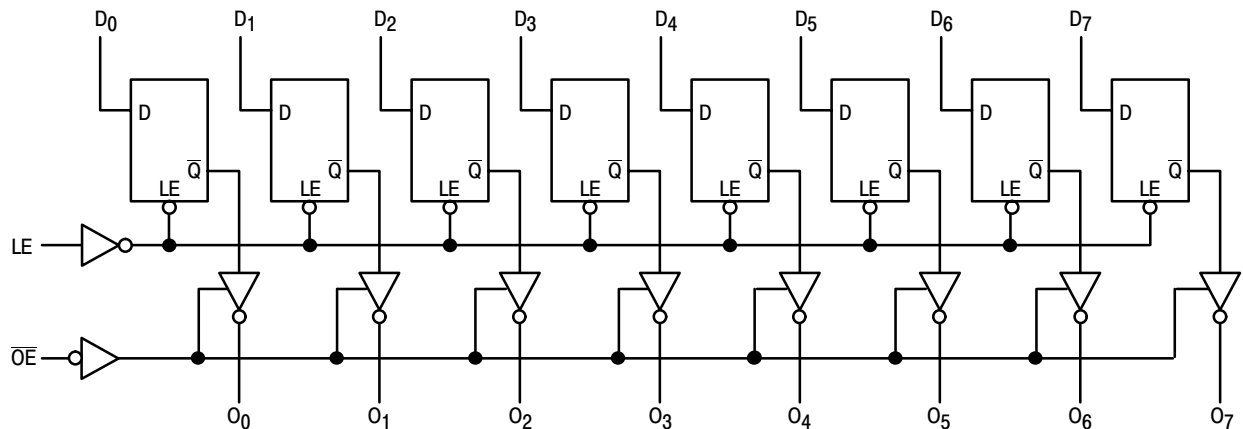 D0 D1 D2 D3 D4 D5 D6 D7
D D D D D D D D
Q̅ Q̅ Q̅ Q̅ Q̅ Q̅ Q̅ Q̅
LE LE LE LE LE LE LE LE
LE
O̅E̅
O0 O1 O2 O3 O4 O5 O6 O7